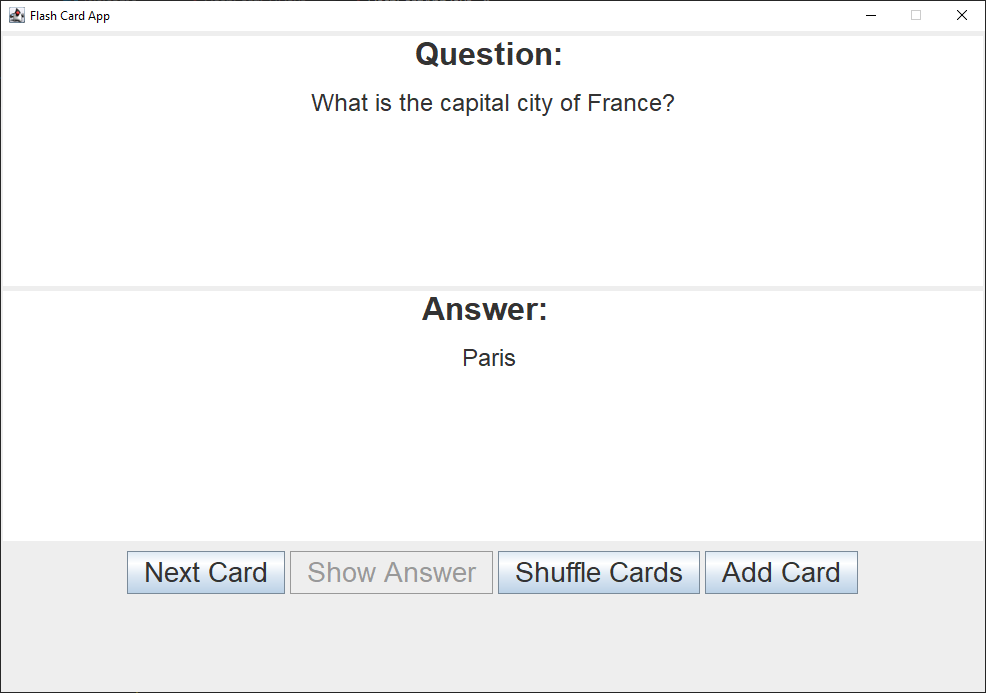 Flash Card App
Question:
What is the capital city of France?
Answer:
Paris
Next Card Show Answer Shuffle Cards Add Card